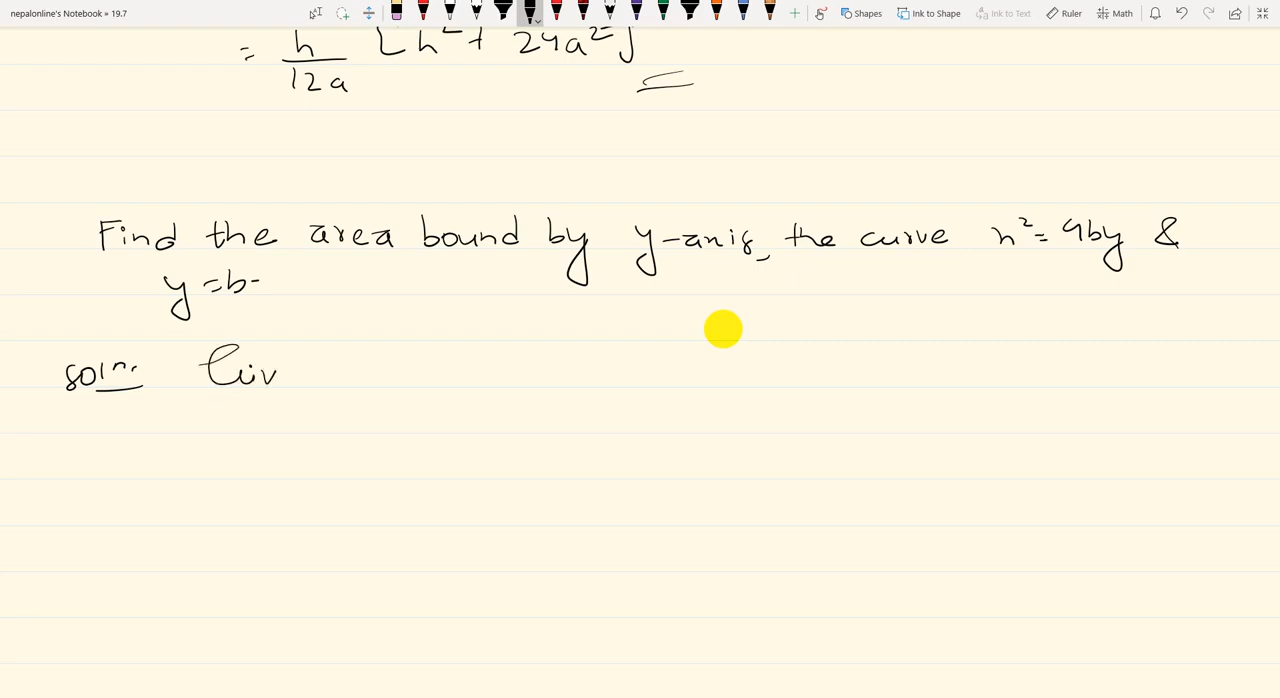 nepalonline's Notebook » 19.7
Shapes Ink to Shape Ink to Text Ruler Math
= h/12a [h² + 24a²]
Find the area bound by y-axis, the curve x² = 4by &
y = b-
soln. Giv